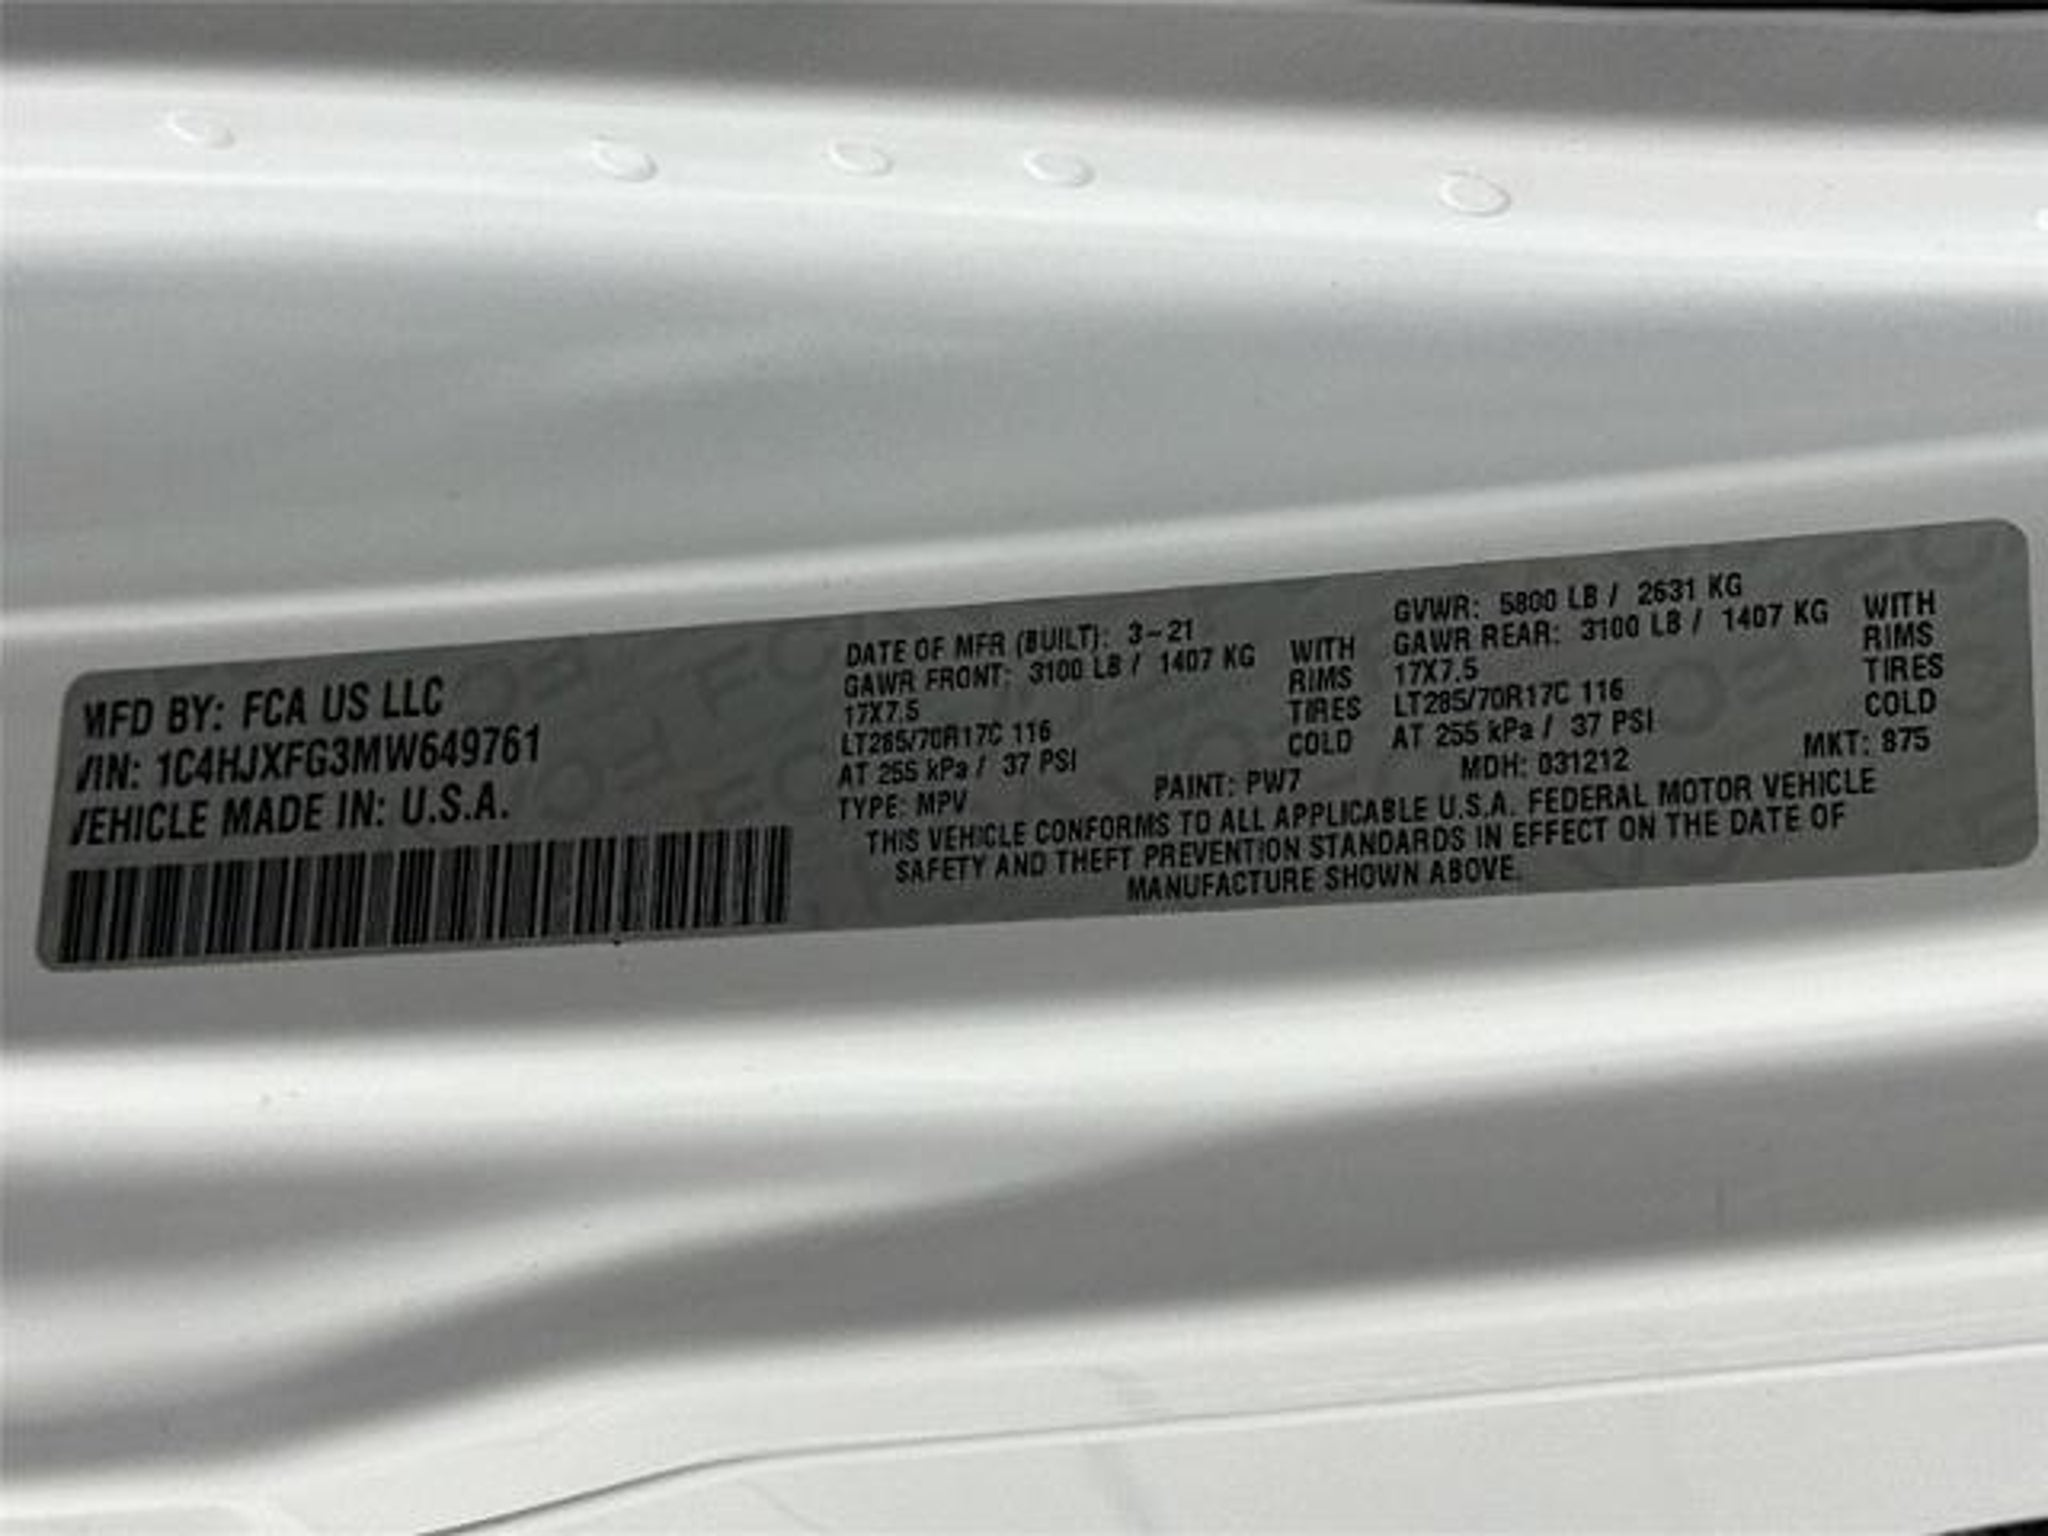 MFD BY: FCA US LLC
VIN: 1C4HJXFG3MW649761
VEHICLE MADE IN: U.S.A.
DATE OF MFR (BUILT): 3-21
GAWR FRONT: 3100 LB / 1407 KG WITH
17X7.5 RIMS
LT285/70R17C 116 TIRES
AT 255 kPa / 37 PSI COLD
TYPE: MPV PAINT: PW7
GVWR: 5800 LB / 2631 KG
GAWR REAR: 3100 LB / 1407 KG WITH
17X7.5 RIMS
LT285/70R17C 116 TIRES
AT 255 kPa / 37 PSI COLD
MDH: 031212 MKT: 875
THIS VEHICLE CONFORMS TO ALL APPLICABLE U.S.A. FEDERAL MOTOR VEHICLE
SAFETY AND THEFT PREVENTION STANDARDS IN EFFECT ON THE DATE OF
MANUFACTURE SHOWN ABOVE.